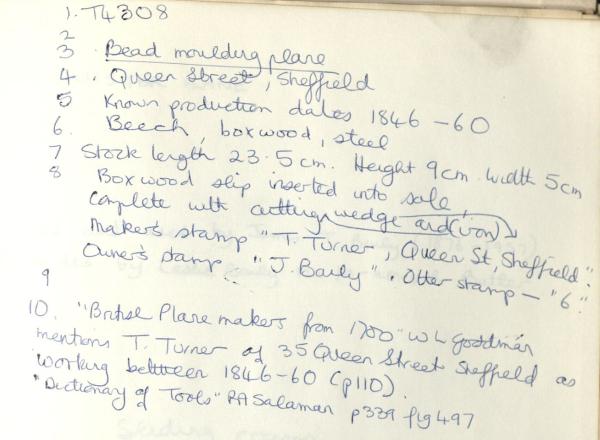 1. T4308
2
3. Bead moulding plane
4. Queen Street, Sheffield
5 Known production dates 1846-60
6. Beech, boxwood, steel
7 Stock length 23.5cm. Height 9cm width 5cm
8 Boxwood slip inserted into sole,
complete with cutting wedge and (iron)
Maker's stamp "T. Turner, Queen St, Sheffield".
Owner's stamp "J. Baily". Otter stamp - "6."
9
10. "British Plane makers from 1700" W L Goodman
mentions T. Turner of 35 Queen Street Sheffield as
working between 1846-60 (p110).
"Dictionary of Tools" RA Salaman p339 fig 497